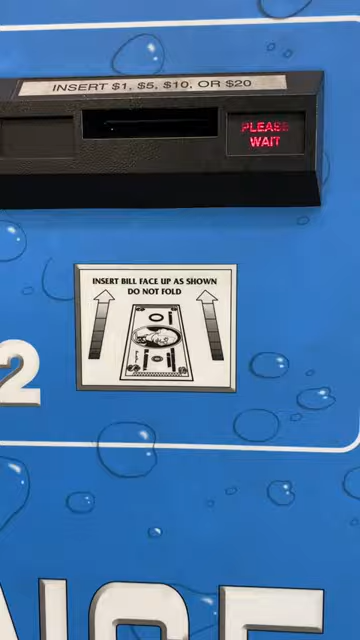 INSERT $1, $5, $10, OR $20
PLEASE
WAIT
INSERT BILL FACE UP AS SHOWN
DO NOT FOLD
2